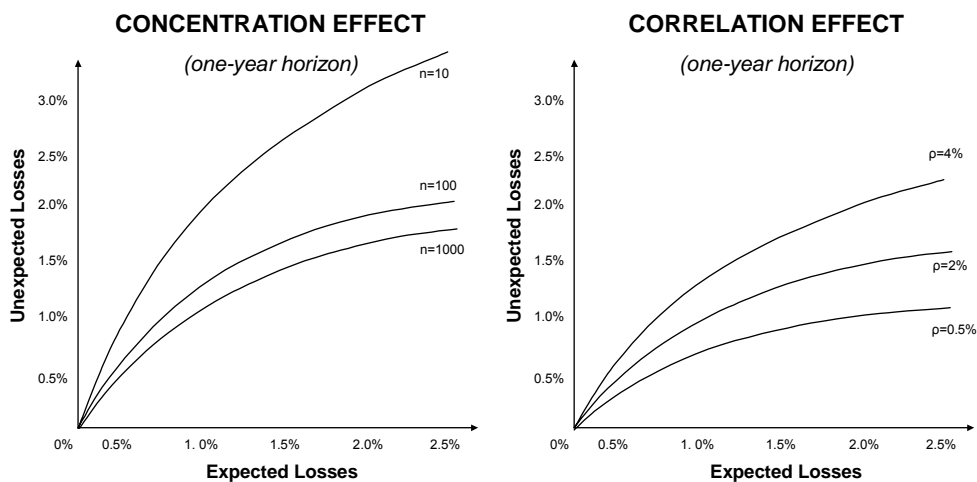 CONCENTRATION EFFECT
(one-year horizon)
n=10
3.0%
2.5%
n=100
2.0%
1.5%
n=1000
1.0%
0.5%
0%
0.5%
1. 0%
1.5%
2.0%
2.5%
Unexpected Losses
Expected Losses
CORRELATION EFFECT
(one-year horizon)
3.0%
2.5%
ρ=4%
2.0%
1.5%
ρ=2%
1.0%
ρ=0.5%
0.5%
0%
0.5%
1. 0%
1.5%
2.0%
2.5%
Unexpected Losses
Expected Losses